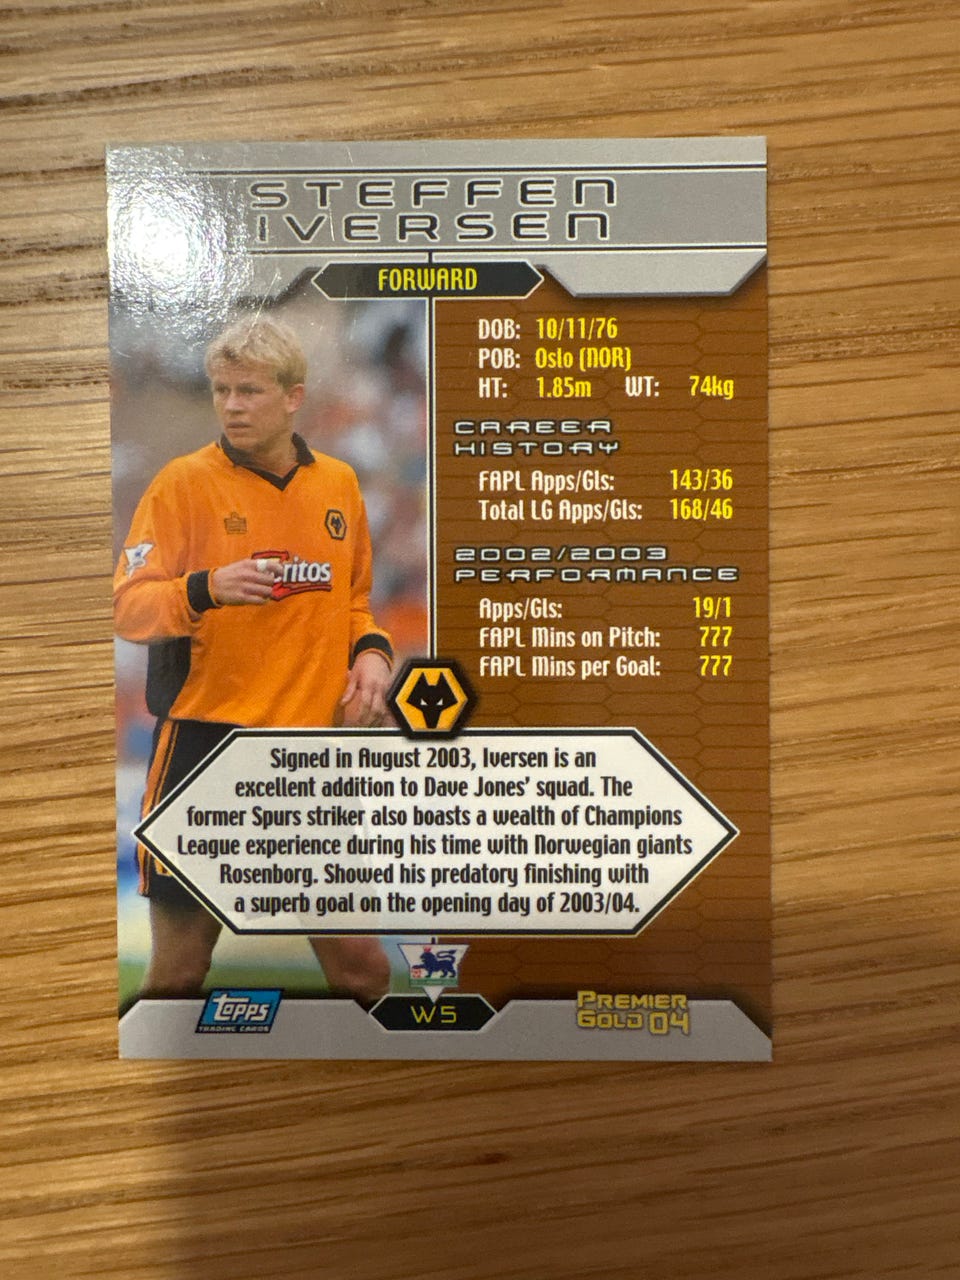 STEFFEN
IVERSEN
FORWARD
DOB: 10/11/76
POB: Oslo (NOR)
HT: 1.85m WT: 74kg
CAREER
HISTORY
FAPL Apps/Gls: 143/36
Total LG Apps/Gls: 168/46
2002/2003
PERFORMANCE
Apps/Gls: 19/1
FAPL Mins on Pitch: 777
FAPL Mins per Goal: 777
ritos
Signed in August 2003, Iversen is an
excellent addition to Dave Jones' squad. The
former Spurs striker also boasts a wealth of Champions
League experience during his time with Norwegian giants
Rosenborg. Showed his predatory finishing with
a superb goal on the opening day of 2003/04.
Topps
TRADING CARDS
W5
PREMIER
GOLD 04